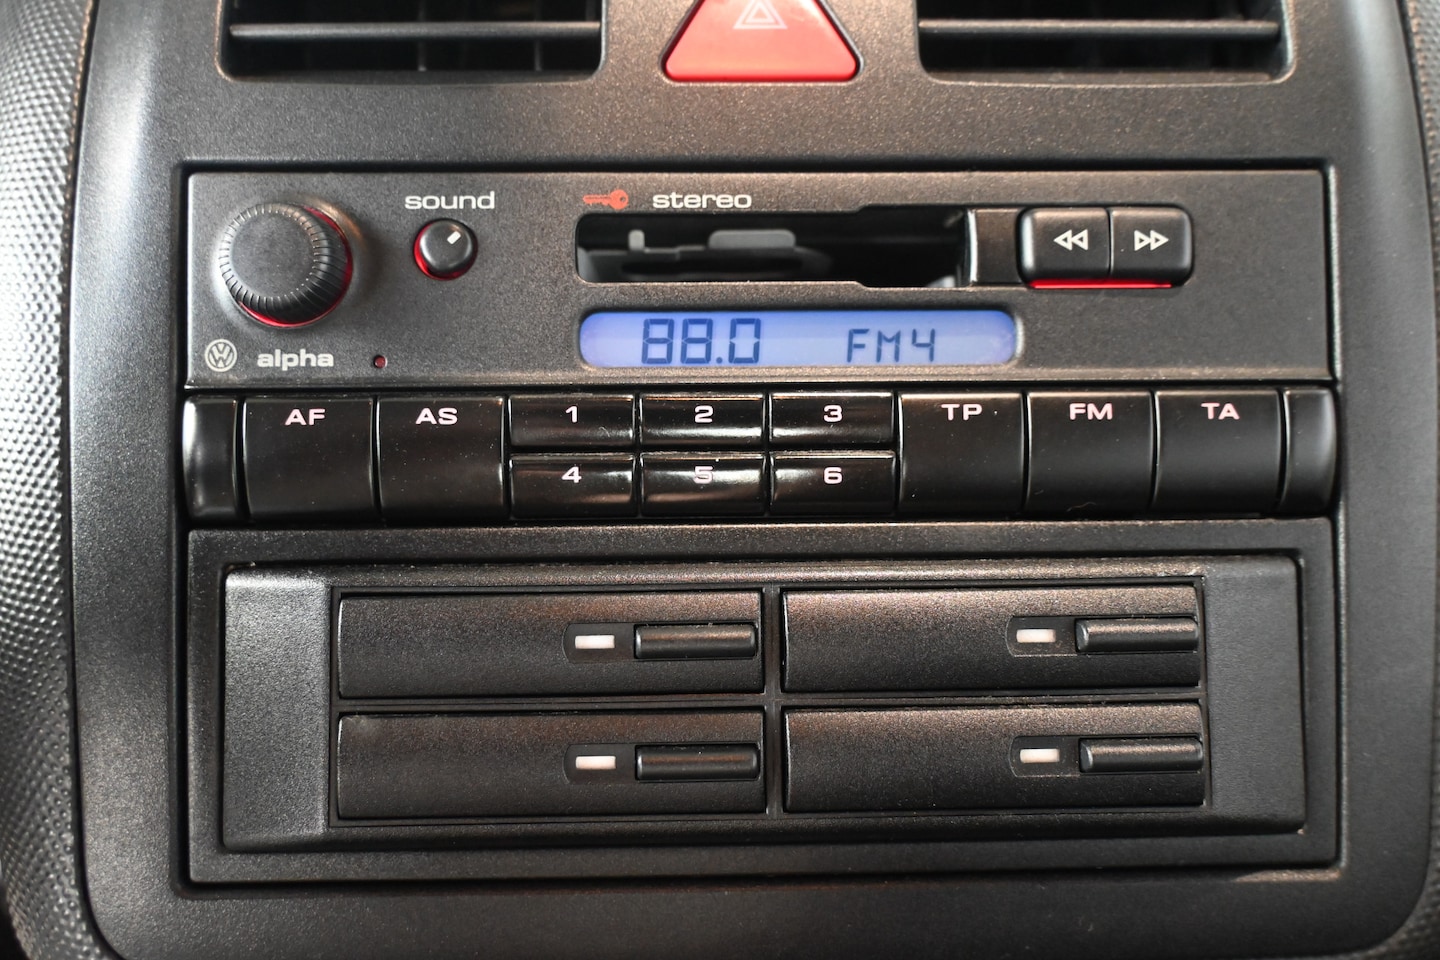 sound
stereo
88.0 FM4
alpha
AF AS 1 2 3 TP FM TA
4 5 6